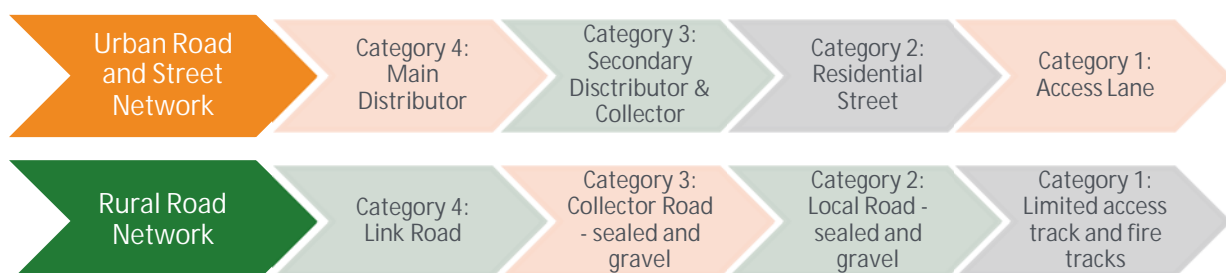 Urban Road
and Street
Network
Category 4:
Main
Distributor
Category 3:
Secondary
Disctributor &
Collector
Category 2:
Residential
Street
Category 1:
Access Lane
Rural Road
Network
Category 4:
Link Road
Category 3:
Collector Road
- sealed and
gravel
Category 2:
Local Road -
sealed and
gravel
Category 1:
Limited access
track and fire
tracks